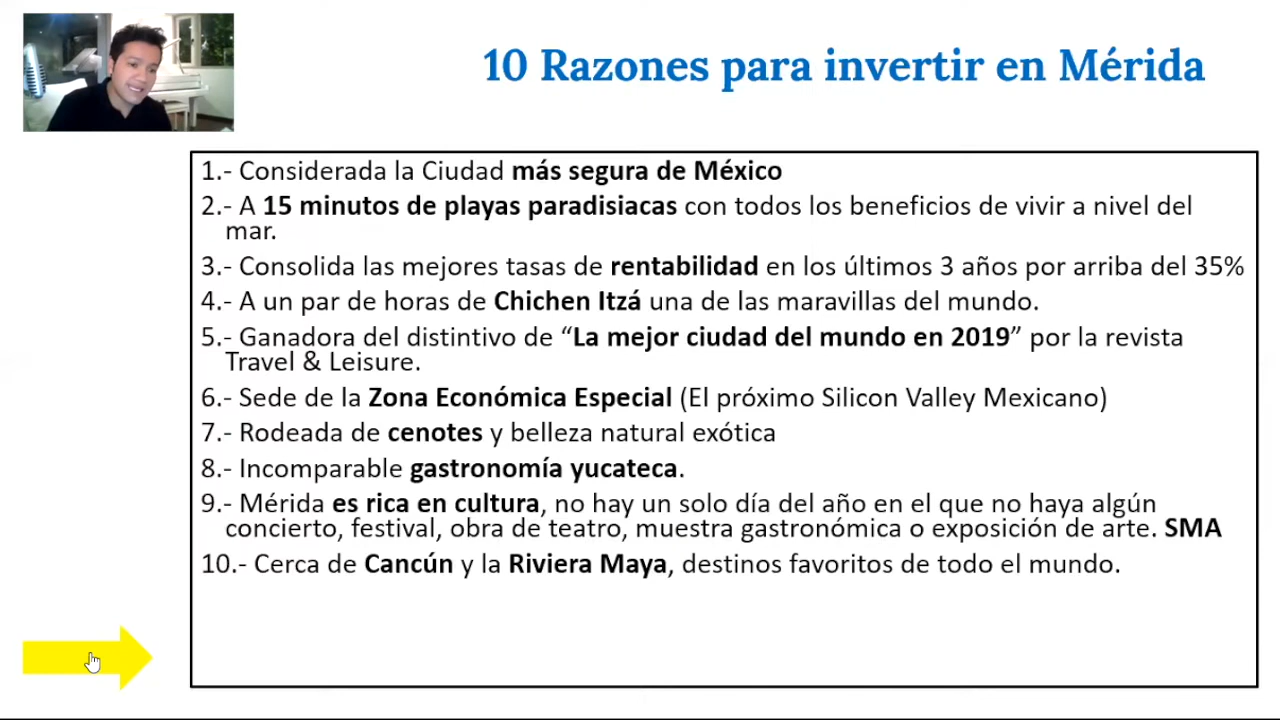 10 Razones para invertir en Mérida
1.- Considerada la Ciudad más segura de México
2.- A 15 minutos de playas paradisiacas con todos los beneficios de vivir a nivel del
mar.
3.- Consolida las mejores tasas de rentabilidad en los últimos 3 años por arriba del 35%
4.- A un par de horas de Chichen Itzá una de las maravillas del mundo.
5.- Ganadora del distintivo de “La mejor ciudad del mundo en 2019” por la revista
Travel & Leisure.
6.- Sede de la Zona Económica Especial (El próximo Silicon Valley Mexicano)
7.- Rodeada de cenotes y belleza natural exótica
8.- Incomparable gastronomía yucateca.
9.- Mérida es rica en cultura, no hay un solo día del año en el que no haya algún
concierto, festival, obra de teatro, muestra gastronómica o exposición de arte. SMA
10.- Cerca de Cancún y la Riviera Maya, destinos favoritos de todo el mundo.